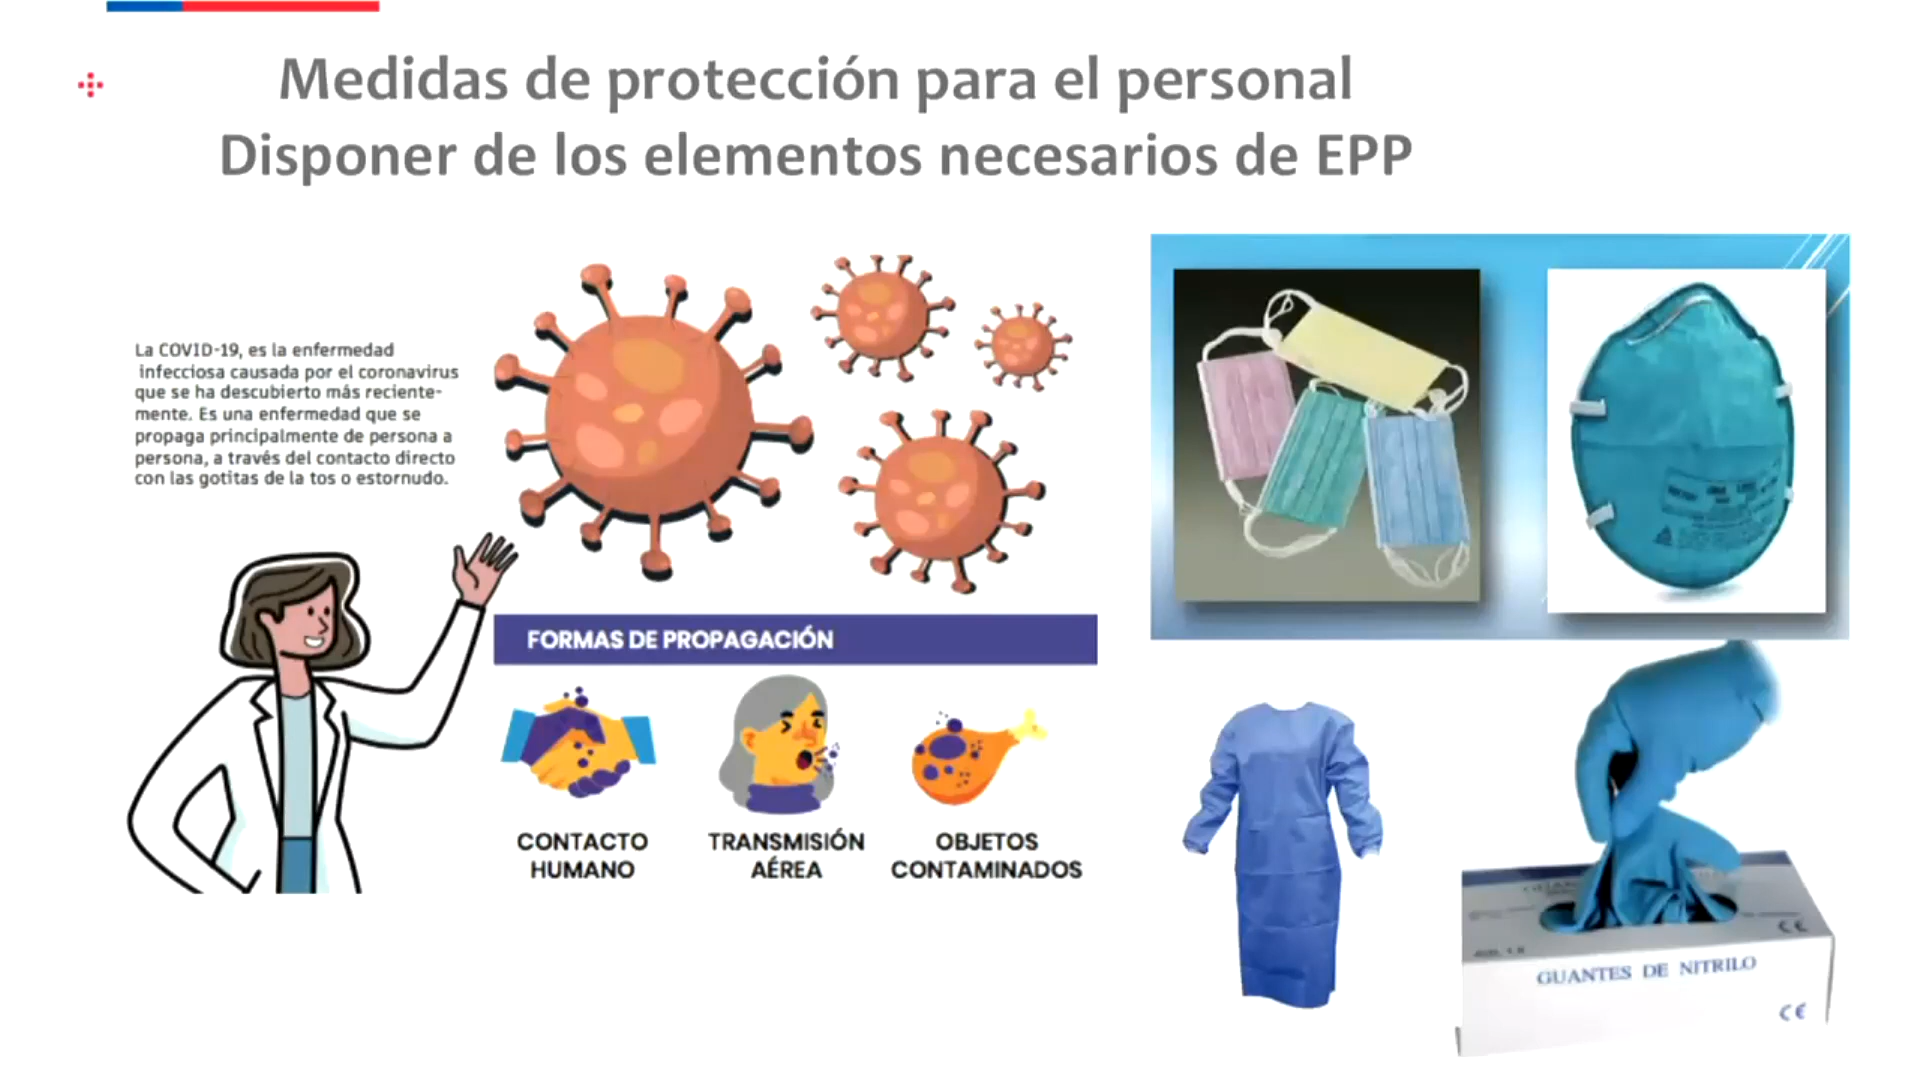 Medidas de protección para el personal
Disponer de los elementos necesarios de EPP
La COVID-19, es la enfermedad
infecciosa causada por el coronavirus
que se ha descubierto más reciente-
mente. Es una enfermedad que se
propaga principalmente de persona a
persona, a través del contacto directo
con las gotitas de la tos o estornudo.
FORMAS DE PROPAGACIÓN
CONTACTO
HUMANO
TRANSMISIÓN
AÉREA
OBJETOS
CONTAMINADOS
CE
GUANTES DE NITRILO
CE